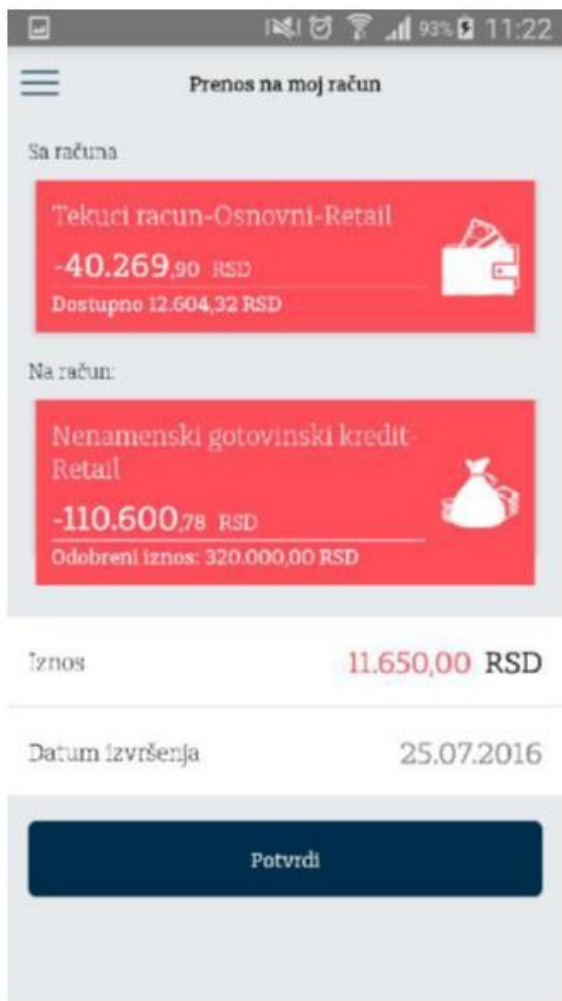 93% 11:22
Prenos na moj račun
Sa računa
Tekuci racun-Osnovni-Retail
-40.269,90 RSD
Dostupno 12.604,32 RSD
Na račun:
Nenamenski gotovinski kredit-
Retail
-110.600,78 RSD
Odobreni iznos: 320.000,00 RSD
Iznos 11.650,00 RSD
Datum izvršenja 25.07.2016
Potvrdi